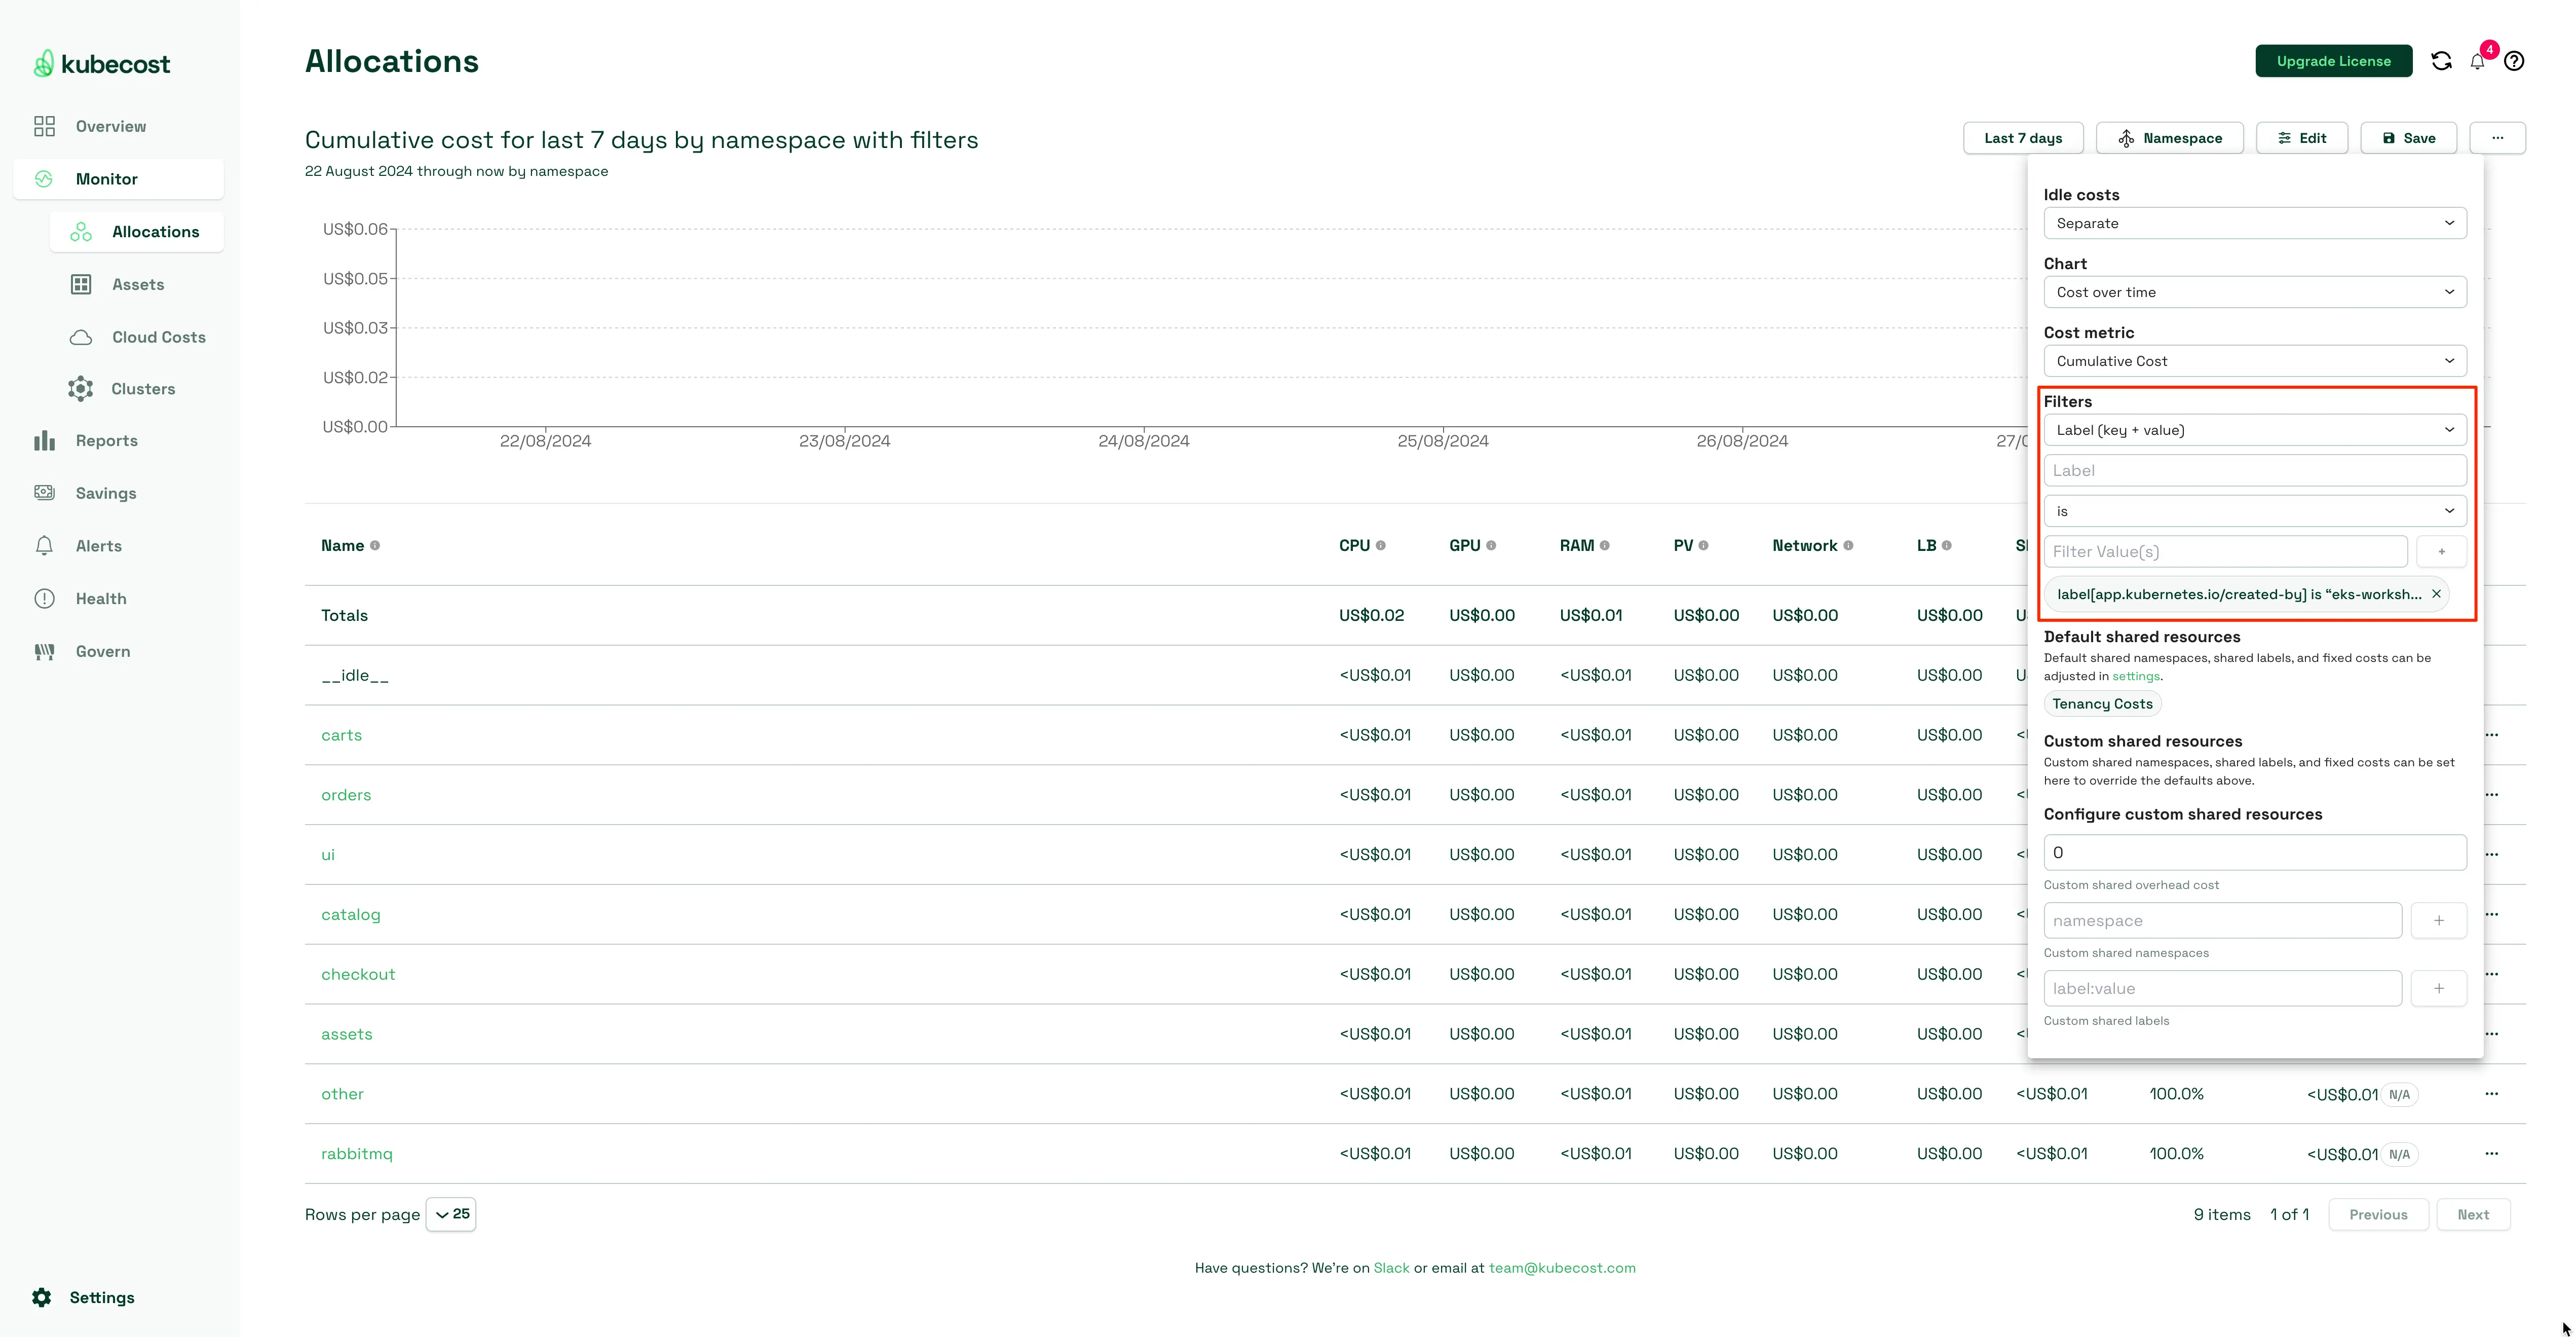 kubecost
Overview
Monitor
Allocations
Assets
Cloud Costs
Clusters
Reports
Savings
Alerts
Health
Govern
Settings
Allocations
Upgrade License
4
Cumulative cost for last 7 days by namespace with filters
22 August 2024 through now by namespace
Last 7 days
Namespace
Edit
Save
US$0.06
US$0.05
US$0.03
US$0.02
US$0.00
22/08/2024
23/08/2024
24/08/2024
25/08/2024
26/08/2024
27/0
Name CPU GPU RAM PV Network LB
Totals US$0.02 US$0.00 US$0.01 US$0.00 US$0.00 US$0.00
__idle__ <US$0.01 US$0.00 <US$0.01 US$0.00 US$0.00 US$0.00
carts <US$0.01 US$0.00 <US$0.01 US$0.00 US$0.00 US$0.00
orders <US$0.01 US$0.00 <US$0.01 US$0.00 US$0.00 US$0.00
ui <US$0.01 US$0.00 <US$0.01 US$0.00 US$0.00 US$0.00
catalog <US$0.01 US$0.00 <US$0.01 US$0.00 US$0.00 US$0.00
checkout <US$0.01 US$0.00 <US$0.01 US$0.00 US$0.00 US$0.00
assets <US$0.01 US$0.00 <US$0.01 US$0.00 US$0.00 US$0.00
other <US$0.01 US$0.00 <US$0.01 US$0.00 US$0.00 US$0.00 <US$0.01 100.0% <US$0.01 N/A
rabbitmq <US$0.01 US$0.00 <US$0.01 US$0.00 US$0.00 US$0.00 <US$0.01 100.0% <US$0.01 N/A
Rows per page 25
9 items 1 of 1 Previous Next
Have questions? We're on Slack or email at team@kubecost.com
Idle costs
Separate
Chart
Cost over time
Cost metric
Cumulative Cost
Filters
Label (key + value)
Label
is
Filter Value(s) +
label[app.kubernetes.io/created-by] is “eks-worksh... ×
Default shared resources
Default shared namespaces, shared labels, and fixed costs can be
adjusted in settings.
Tenancy Costs
Custom shared resources
Custom shared namespaces, shared labels, and fixed costs can be set
here to override the defaults above.
Configure custom shared resources
0
Custom shared overhead cost
namespace +
Custom shared namespaces
label:value +
Custom shared labels